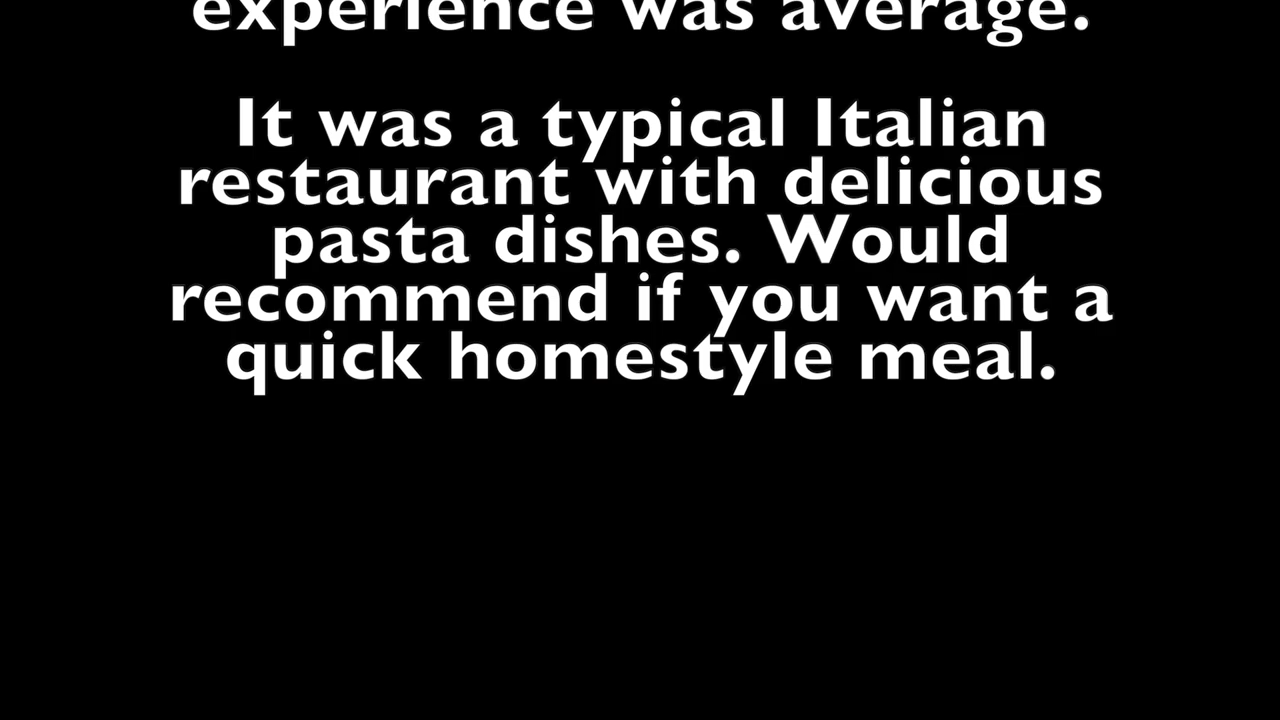 experience was average.
It was a typical Italian
restaurant with delicious
pasta dishes. Would
recommend if you want a
quick homestyle meal.